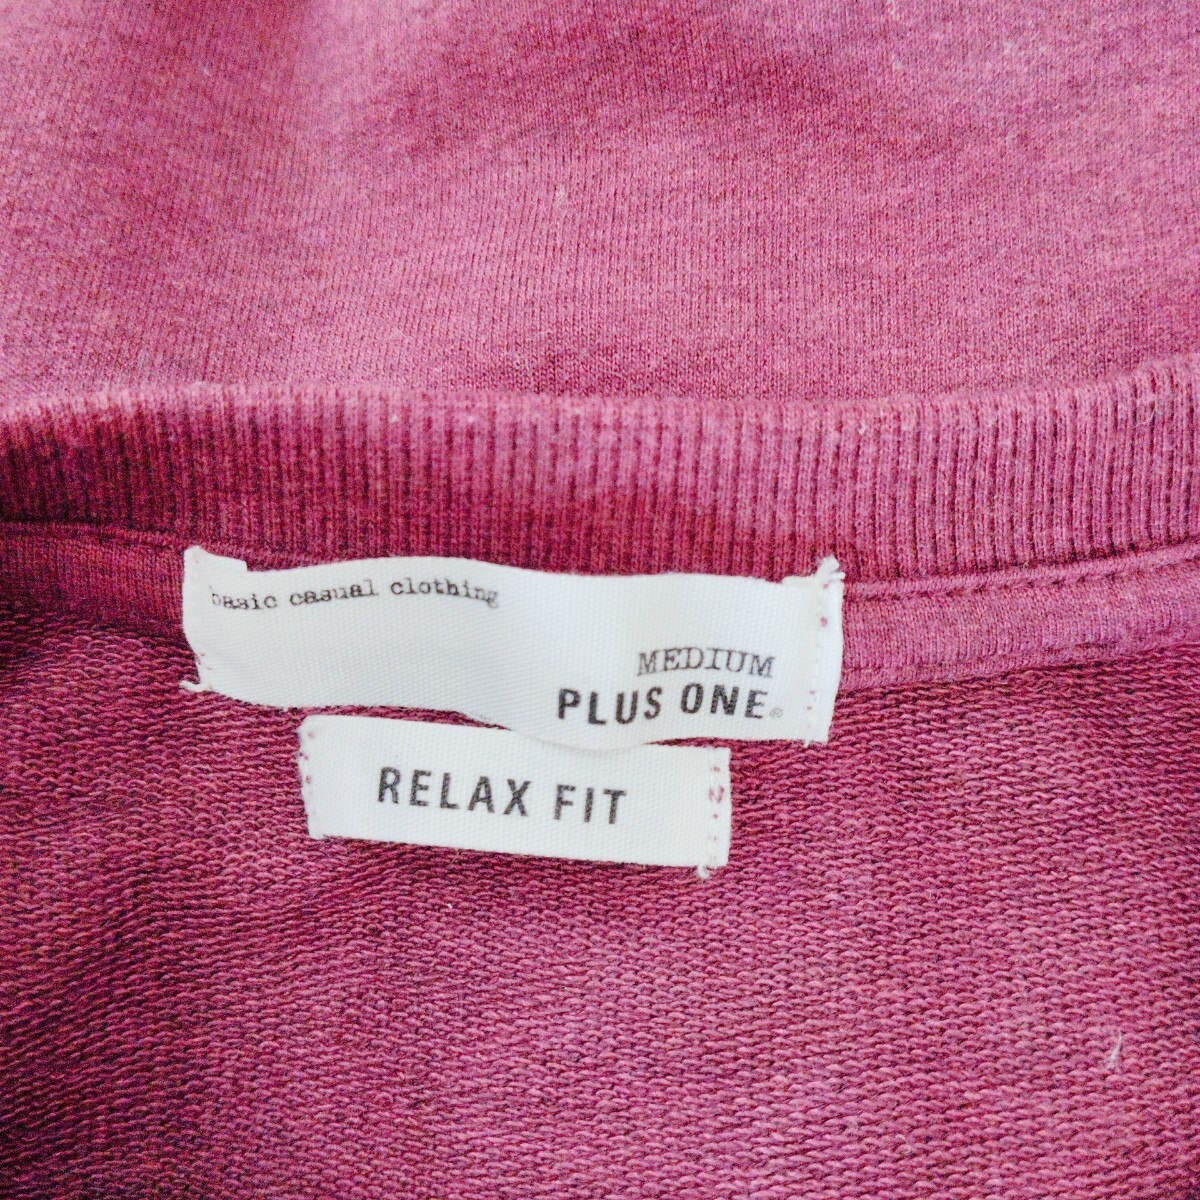 basic casual clothing
MEDIUM
PLUS ONE®
RELAX FIT